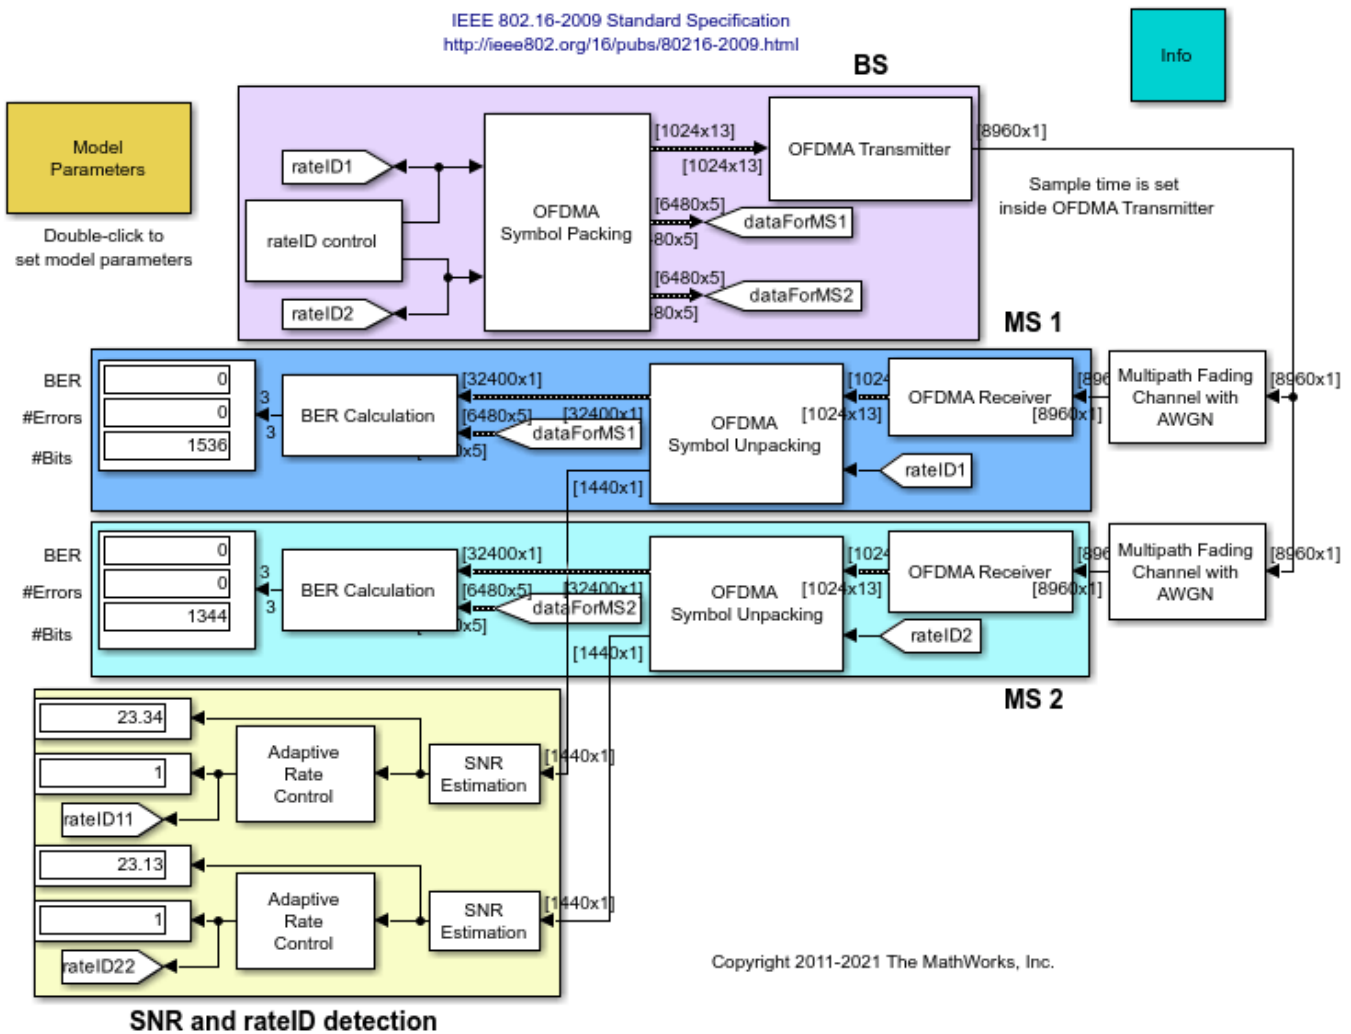 IEEE 802.16-2009 Standard Specification
http://ieee802.org/16/pubs/80216-2009.html
Info
BS
Model
Parameters
Double-click to
set model parameters
rateID1
rateID control
rateID2
OFDMA
Symbol Packing
[1024x13]
[1024x13]
OFDMA Transmitter
[8960x1]
[6480x5]
dataForMS1
80x5]
[6480x5]
dataForMS2
80x5]
Sample time is set
inside OFDMA Transmitter
MS 1
BER
#Errors
#Bits
0
0
1536
3
3
BER Calculation
[32400x1]
[32400x1]
[6480x5]
dataForMS1
x5]
[1440x1]
OFDMA
Symbol Unpacking
[1024
[1024x13]
OFDMA Receiver
rateID1
[896
[8960x1]
Multipath Fading
Channel with
AWGN
[8960x1]
BER
#Errors
#Bits
0
0
1344
3
3
BER Calculation
[32400x1]
[32400x1]
[6480x5]
dataForMS2
x5]
[1440x1]
OFDMA
Symbol Unpacking
[1024
[1024x13]
OFDMA Receiver
rateID2
[896
[8960x1]
Multipath Fading
Channel with
AWGN
[8960x1]
MS 2
23.34
1
rateID11
Adaptive
Rate
Control
SNR
Estimation
[1440x1]
23.13
1
rateID22
Adaptive
Rate
Control
SNR
Estimation
[1440x1]
SNR and rateID detection
Copyright 2011-2021 The MathWorks, Inc.